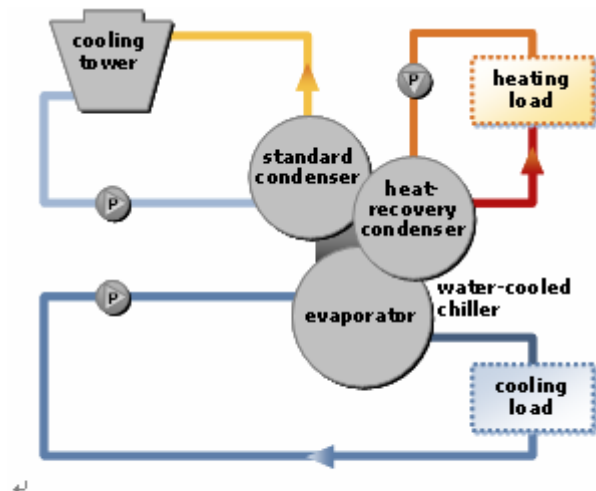 cooling
tower
P
heating
load
standard
condenser
heat-
recovery
condenser
P
P
water-cooled
chiller
evaporator
cooling
load